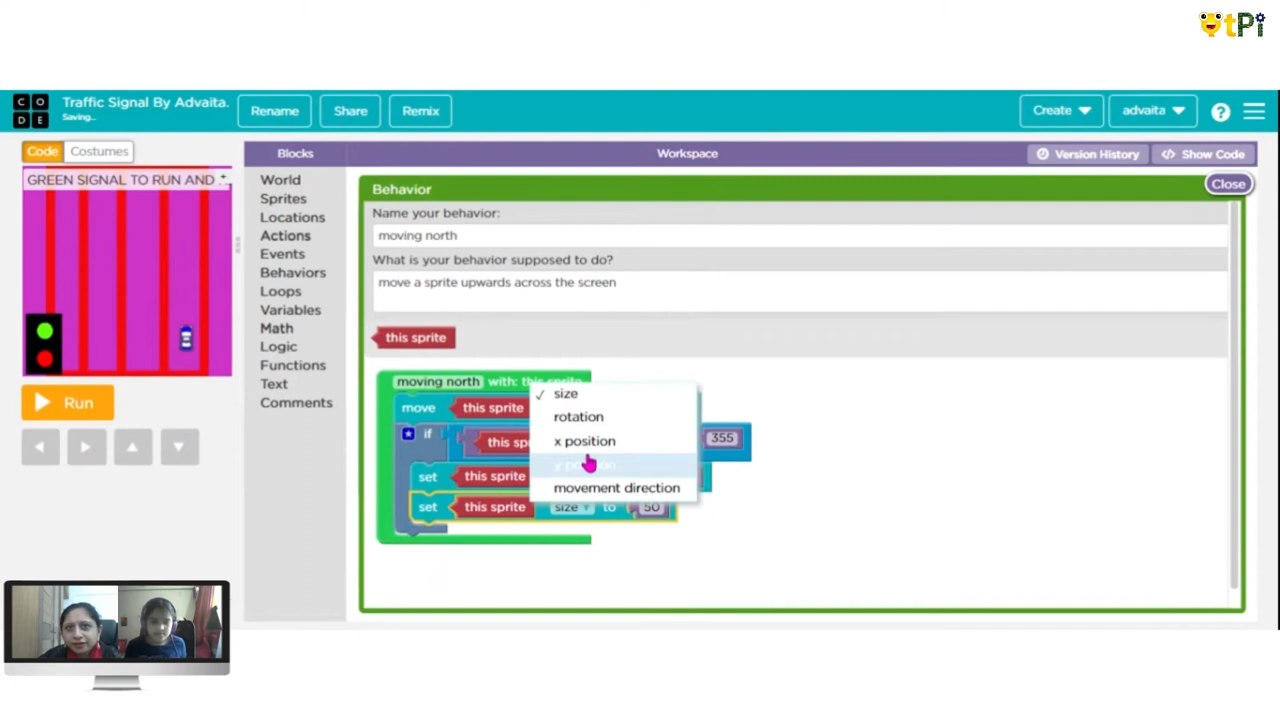 tPi
C O
D E
Traffic Signal By Advaita.
Saving...
Rename
Share
Remix
Create
advaita
?
Code
Costumes
Blocks
Workspace
Version History
Show Code
GREEN SIGNAL TO RUN AND
World
Sprites
Locations
Actions
Events
Behaviors
Loops
Variables
Math
Logic
Functions
Text
Comments
Run
Behavior
Close
Name your behavior:
moving north
What is your behavior supposed to do?
move a sprite upwards across the screen
this sprite
moving north with: this sprite
move this sprite
if this 355
set this sprite
set this sprite size to 50
size
rotation
x position
movement direction